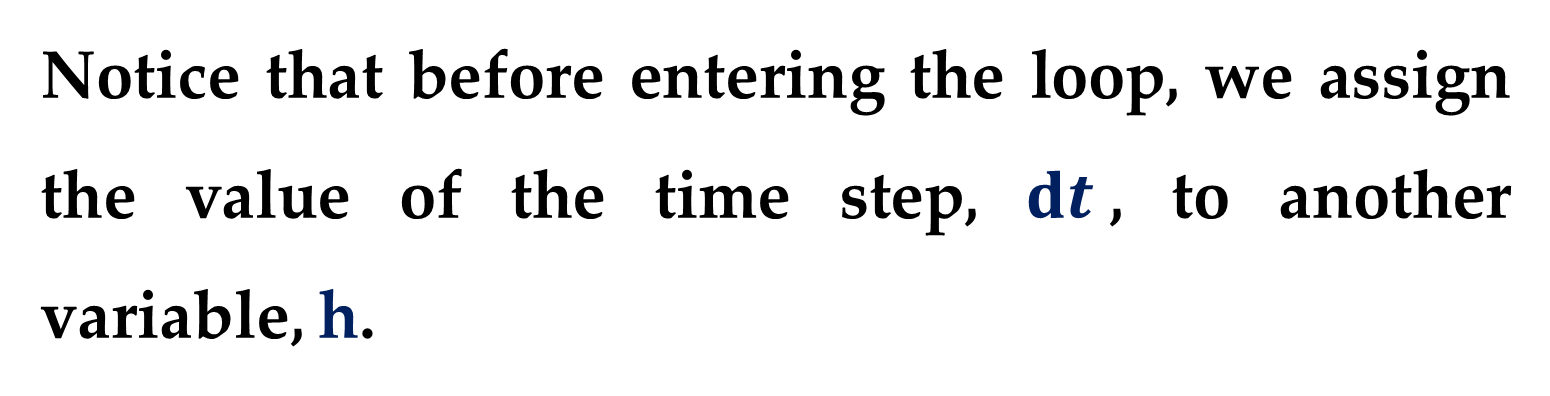 Notice that before entering the loop, we assign
the value of the time step, dt , to another
variable, h.